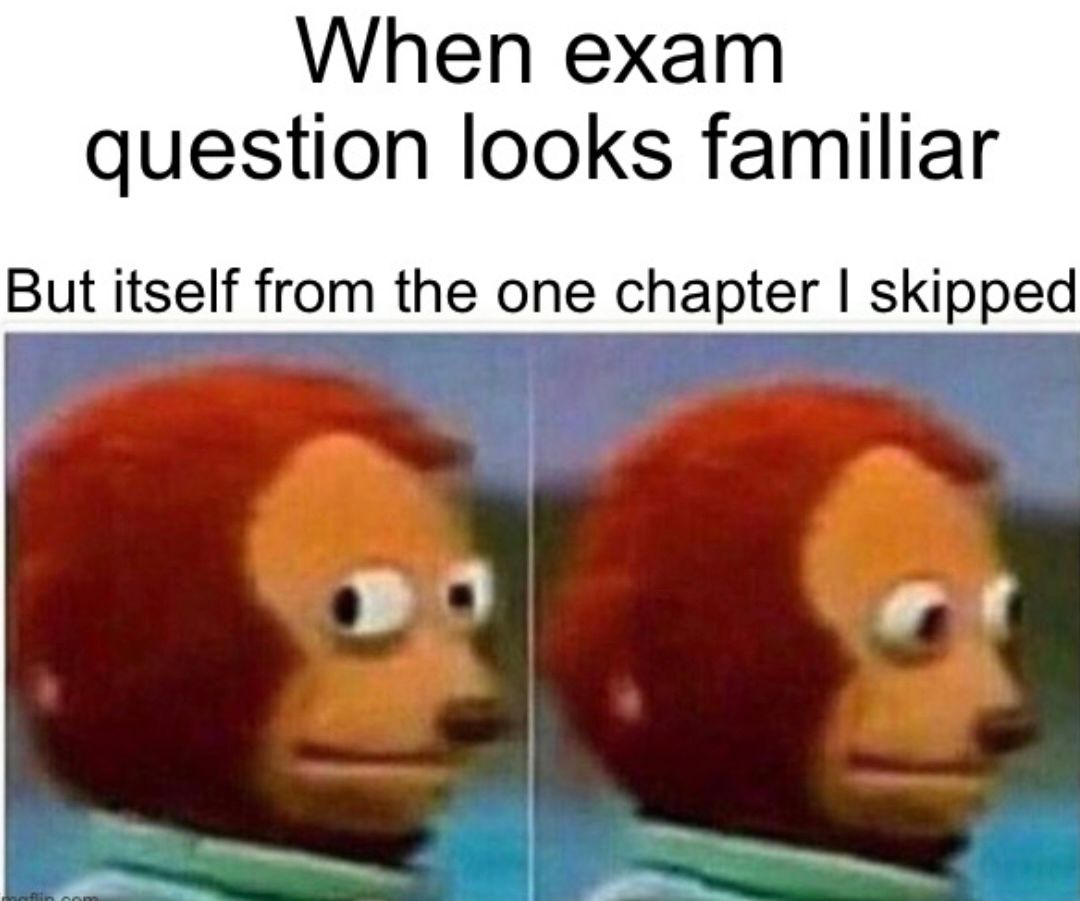 When exam
question looks familiar
But itself from the one chapter I skipped